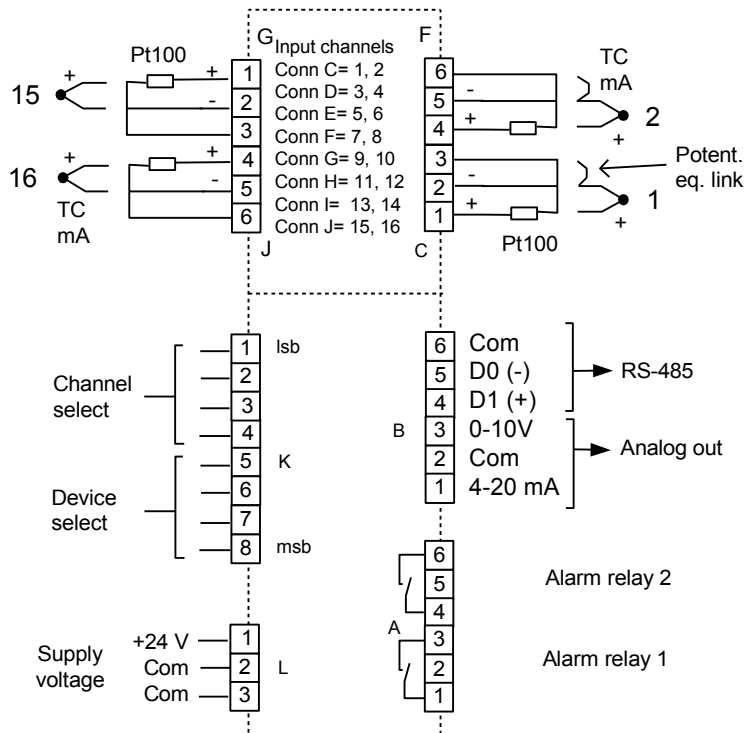 G
Input channels
Conn C= 1, 2
Conn D= 3, 4
Conn E= 5, 6
Conn F= 7, 8
Conn G= 9, 10
Conn H= 11, 12
Conn I= 13, 14
Conn J= 15, 16
F
Pt100
15
+
-
+
-
1
2
3
16
+
-
+
-
4
5
6
TC
mA
J
TC
mA
6
5
4
-
+
+
2
3
2
1
-
+
+
1
Potent.
eq. link
Pt100
C
Channel
select
1
2
3
4
lsb
Device
select
5
6
7
8
K
msb
6 Com
5 D0 (-)
4 D1 (+)
RS-485
B
3 0-10V
2 Com
1 4-20 mA
Analog out
6
5
4
Alarm relay 2
A
3
2
1
Alarm relay 1
Supply
voltage
+24 V 1
Com 2
Com 3
L